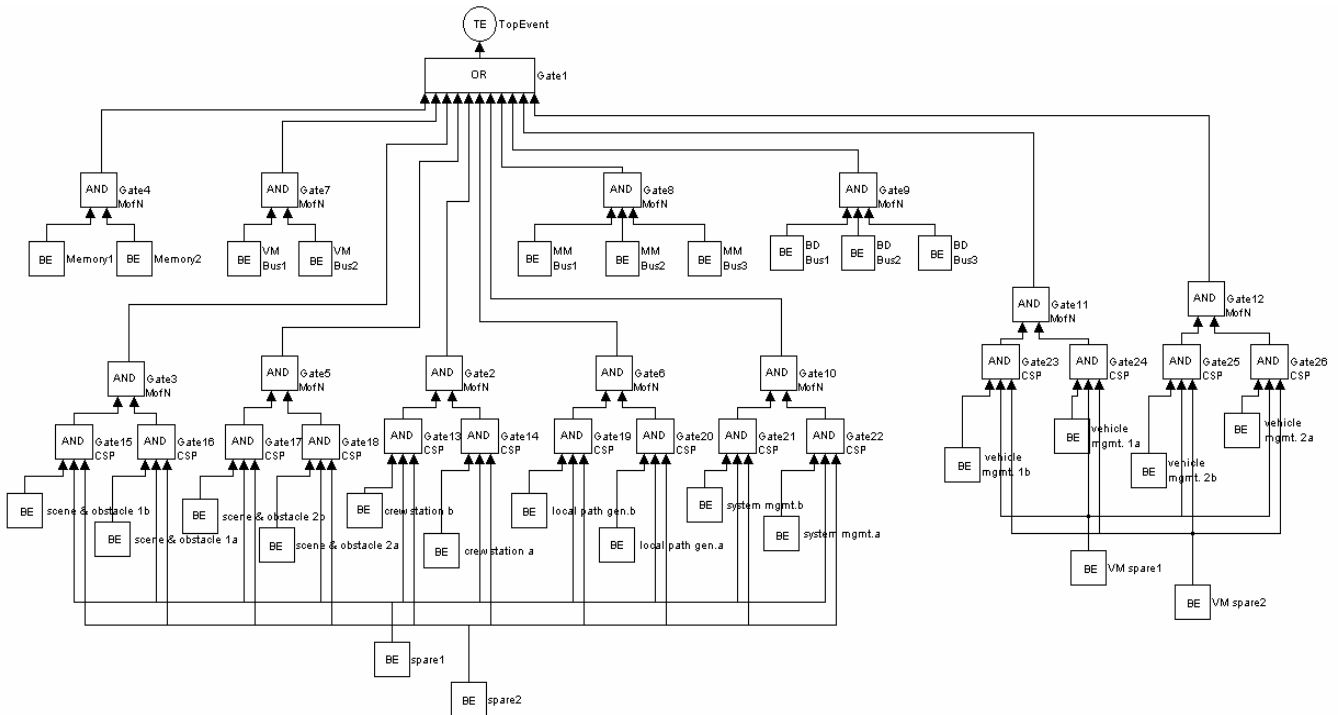 TE TopEvent
OR Gate1
AND Gate4
MofN
AND Gate7
MofN
AND Gate8
MofN
AND Gate9
MofN
BE Memory1
BE Memory2
BE VM
Bus1
BE VM
Bus2
BE MM
Bus1
BE MM
Bus2
BE MM
Bus3
BE BD
Bus1
BE BD
Bus2
BE BD
Bus3
AND Gate11
MofN
AND Gate12
MofN
AND Gate23
CSP
AND Gate24
CSP
AND Gate25
CSP
AND Gate26
CSP
AND Gate3
MofN
AND Gate5
MofN
AND Gate2
MofN
AND Gate6
MofN
AND Gate10
MofN
AND Gate15
CSP
AND Gate16
CSP
AND Gate17
CSP
AND Gate18
CSP
AND Gate13
CSP
AND Gate14
CSP
AND Gate19
CSP
AND Gate20
CSP
AND Gate21
CSP
AND Gate22
CSP
BE vehicle
mgmt. 1b
BE vehicle
mgmt. 1a
BE vehicle
mgmt. 2b
BE vehicle
mgmt. 2a
BE scene & obstacle 1b
BE scene & obstacle 1a
BE scene & obstacle 2b
BE scene & obstacle 2a
BE crew station b
BE crew station a
BE local path gen.b
BE local path gen.a
BE system mgmt.b
BE system mgmt.a
BE VM spare1
BE VM spare2
BE spare1
BE spare2